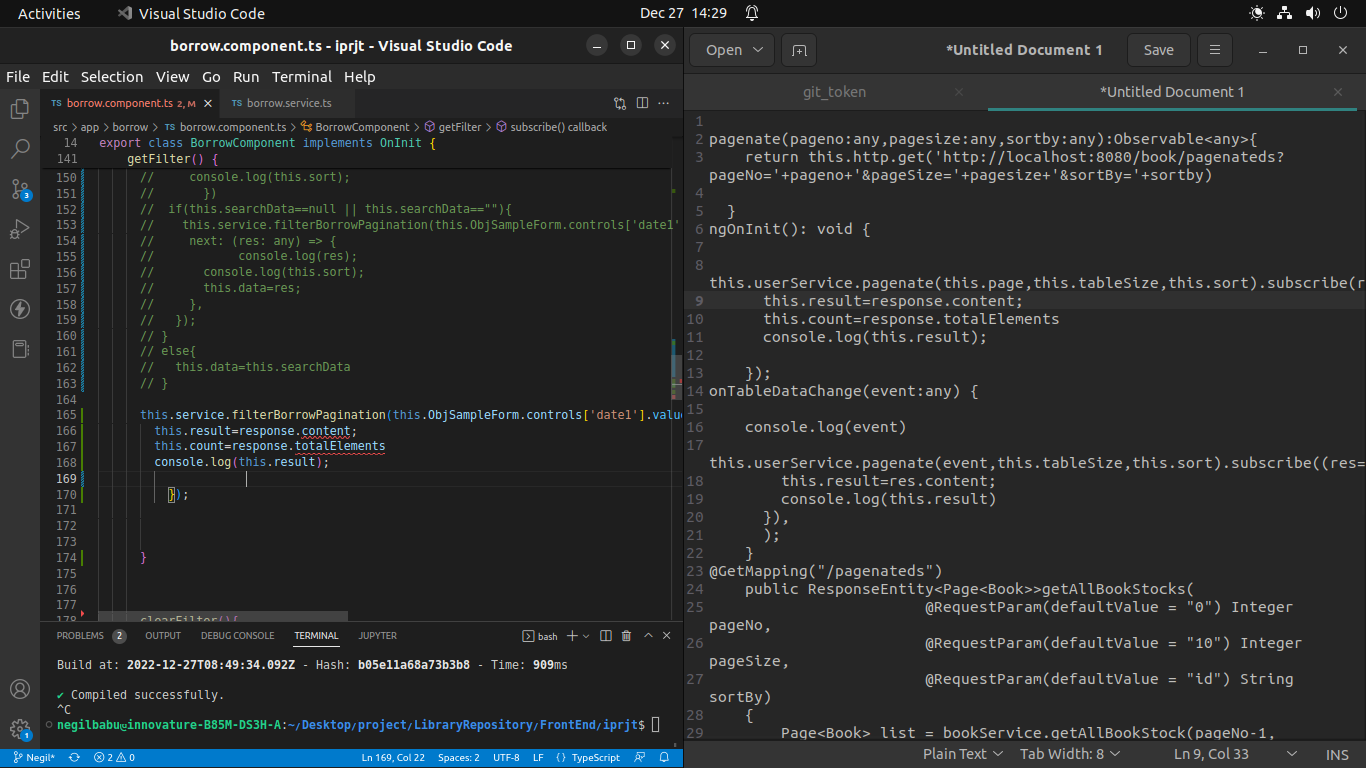 Activities
Visual Studio Code
Dec 27 14:29
borrow.component.ts - iprjt - Visual Studio Code
File Edit Selection View Go Run Terminal Help
TS borrow.component.ts 2, M
TS borrow.service.ts
src > app > borrow > TS borrow.component.ts > BorrowComponent > getFilter > subscribe() callback
14 export class BorrowComponent implements OnInit {
141 getFilter() {
150 // console.log(this.sort);
151 // })
152 // if(this.searchData==null || this.searchData==""){
153 // this.service.filterBorrowPagination(this.ObjSampleForm.controls['date1'
154 // next: (res: any) => {
155 // console.log(res);
156 // console.log(this.sort);
157 // this.data=res;
158 // },
159 // });
160 // }
161 // else{
162 // this.data=this.searchData
163 // }
164
165 this.service.filterBorrowPagination(this.ObjSampleForm.controls['date1'].valu
166 this.result=response.content;
167 this.count=response.totalElements
168 console.log(this.result);
169
170 });
171
172
173
174 }
175
176
177
178 clearFilter(){
3
1
PROBLEMS 2 OUTPUT DEBUG CONSOLE TERMINAL JUPYTER
bash
Build at: 2022-12-27T08:49:34.092Z - Hash: b05e11a68a73b3b8 - Time: 909ms
✔ Compiled successfully.
^C
negilbabu@innovature-B85M-DS3H-A:~/Desktop/project/LibraryRepository/FrontEnd/iprjt$
Negil* 2 0 Ln 169, Col 22 Spaces: 2 UTF-8 LF {} TypeScript
Open
*Untitled Document 1
Save
git_token
*Untitled Document 1
1
2 pagenate(pageno:any,pagesize:any,sortby:any):Observable<any>{
3 return this.http.get('http://localhost:8080/book/pagenateds?
pageNo='+pageno+'&pageSize='+pagesize+'&sortBy='+sortby)
4
5 }
6 ngOnInit(): void {
7
8
this.userService.pagenate(this.page,this.tableSize,this.sort).subscribe(r
9 this.result=response.content;
10 this.count=response.totalElements
11 console.log(this.result);
12
13 });
14 onTableDataChange(event:any) {
15
16 console.log(event)
17
this.userService.pagenate(event,this.tableSize,this.sort).subscribe((res=
18 this.result=res.content;
19 console.log(this.result)
20 }),
21 );
22 }
23 @GetMapping("/pagenateds")
24 public ResponseEntity<Page<Book>>getAllBookStocks(
25 @RequestParam(defaultValue = "0") Integer
pageNo,
26 @RequestParam(defaultValue = "10") Integer
pageSize,
27 @RequestParam(defaultValue = "id") String
sortBy)
28 {
29 Page<Book> list = bookService.getAllBook(pageNo-1,
Plain Text Tab Width: 8 Ln 9, Col 33 INS